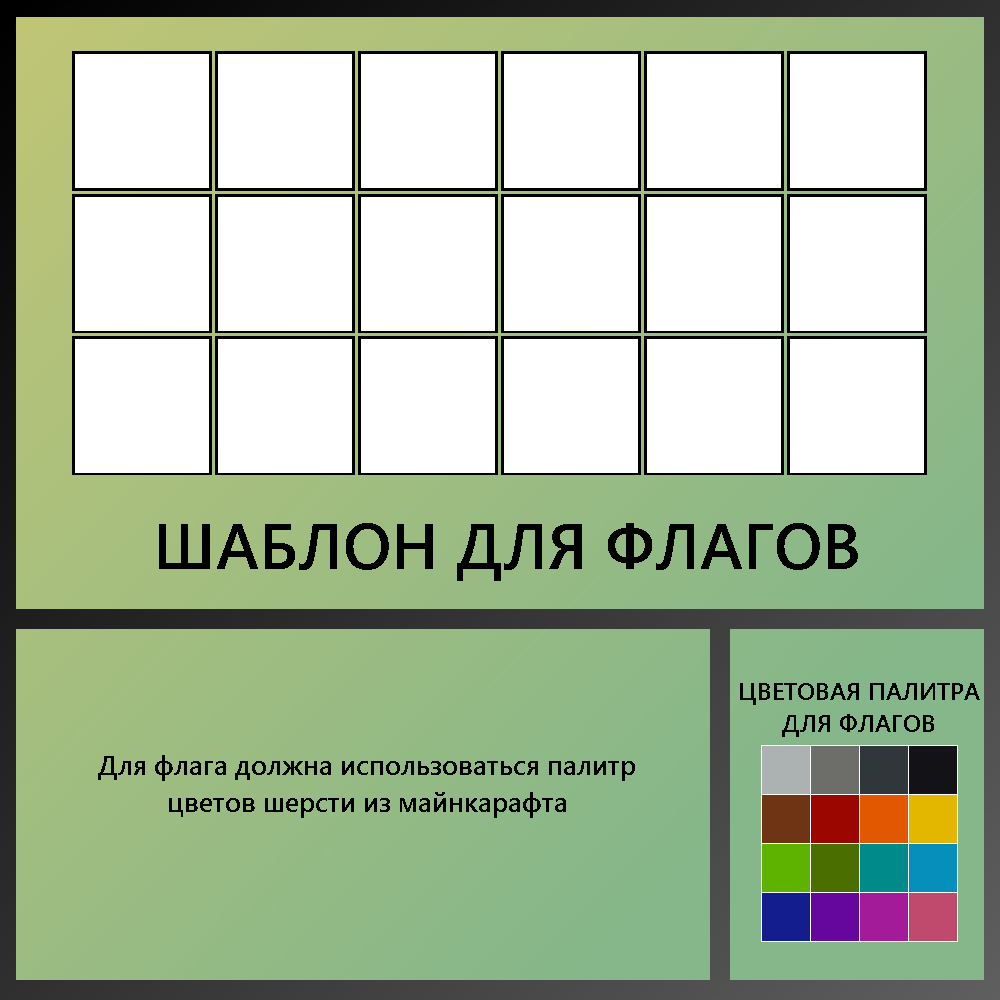 ШАБЛОН ДЛЯ ФЛАГОВ
Для флага должна использоваться палитр
цветов шерсти из майнкарафта
ЦВЕТОВАЯ ПАЛИТРА
ДЛЯ ФЛАГОВ